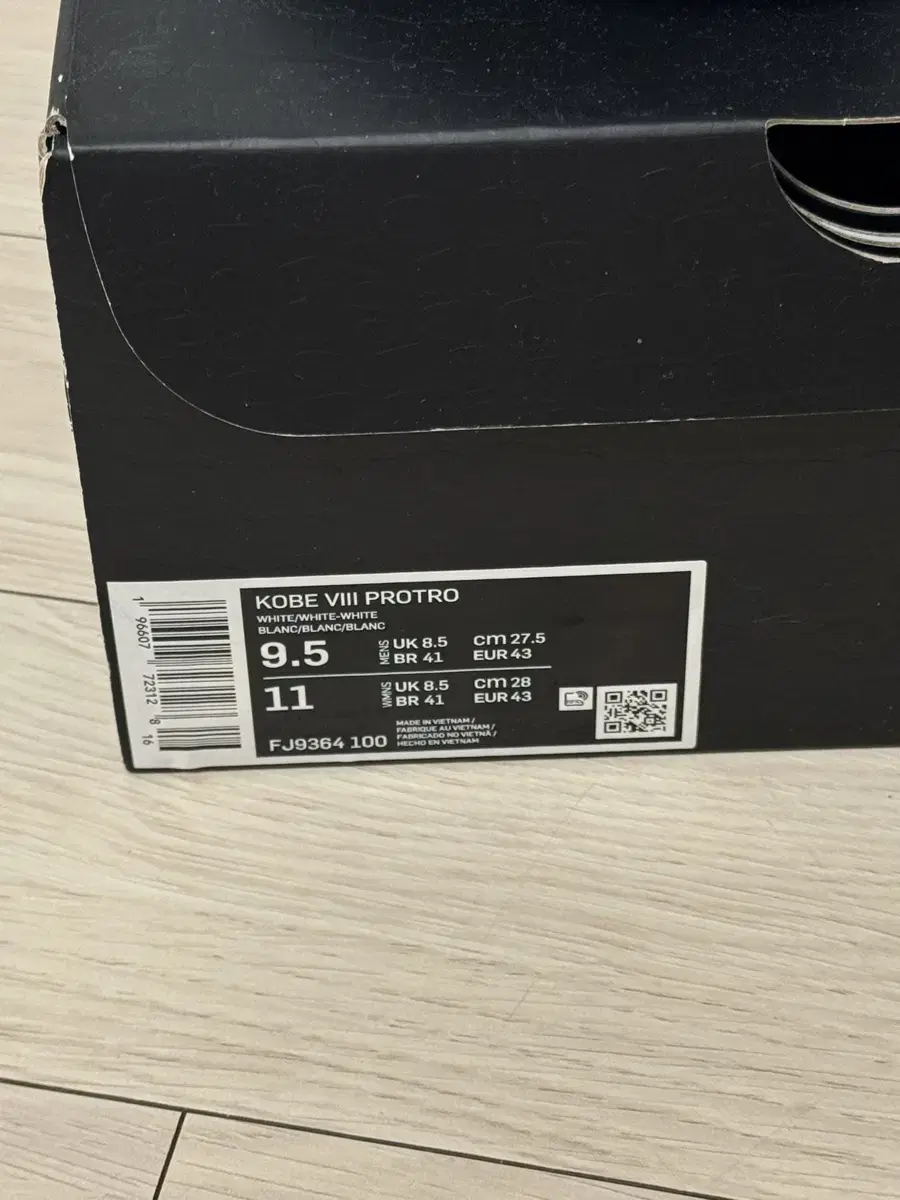 KOBE VIII PROTRO
WHITE/WHITE-WHITE
BLANC/BLANC/BLANC
9.5 MENS UK 8.5 cm 27.5
BR 41 EUR 43
11 WMNS UK 8.5 cm 28
BR 41 EUR 43
FJ9364 100
MADE IN VIETNAM /
FABRIQUE AU VIETNAM /
FABRICADO NO VIETNÃ /
HECHO EN VIETNAM
1 96607 72312 8 16